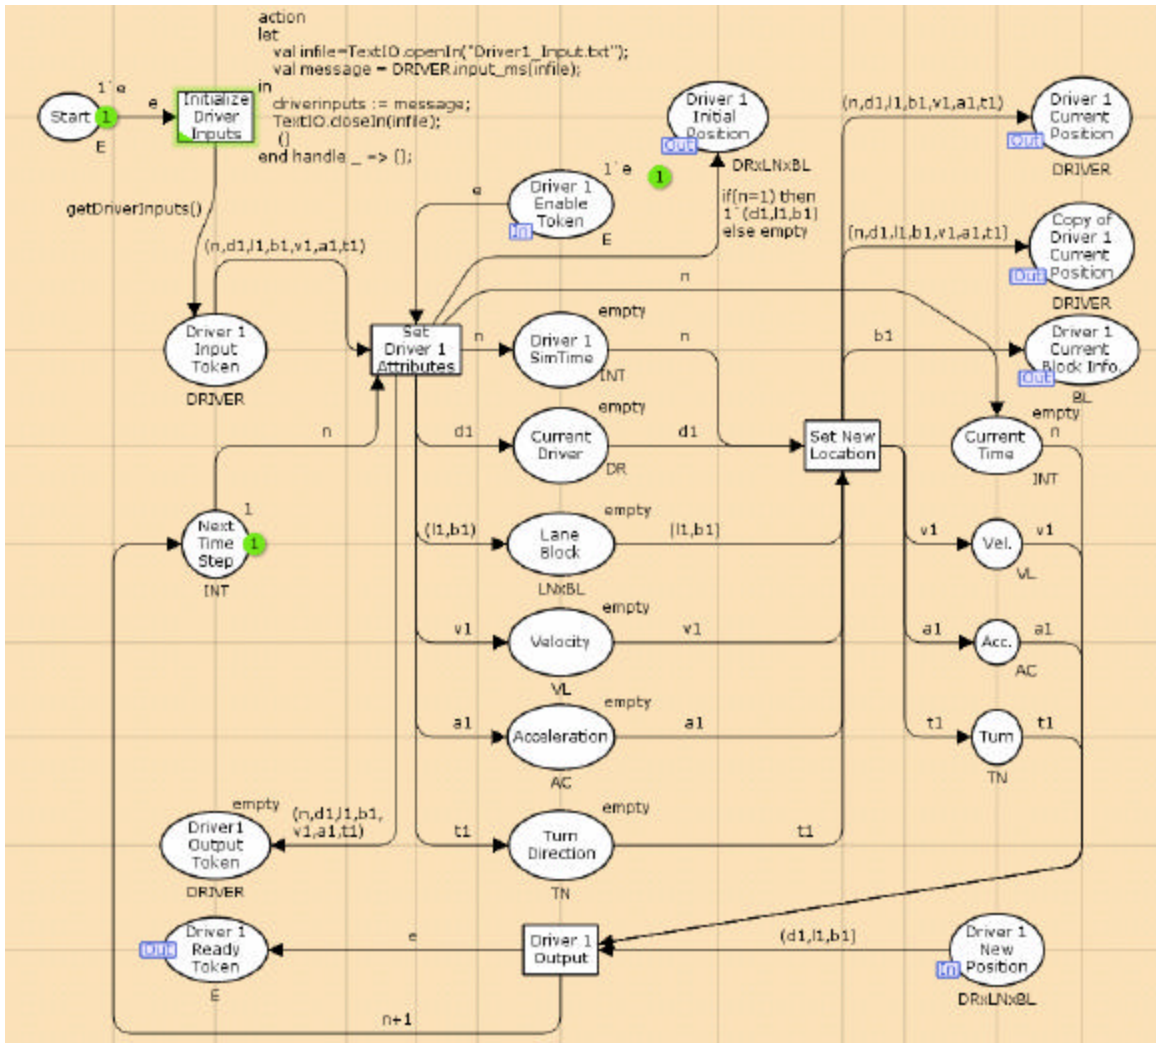 action
let
val infile=TextIO.openIn("Driver1_Input.txt");
val message = DRIVER.input_ms(infile);
in
driverinputs := message;
TextIO.closeIn(infile);
()
end handle _ => ();
1`e
Start
1
e
E
Initialize
Driver
Inputs
getDriverInputs()
(n,d1,l1,b1,v1,a1,t1)
Driver 1
Input
Token
DRIVER
e
Driver 1
Enable
Token
In
E
1`e
1
Driver 1
Initial
Position
Out
DRxLNxBL
if(n=1) then
1`(d1,l1,b1)
else empty
(n,d1,l1,b1,v1,a1,t1)
Driver 1
Current
Position
Out
DRIVER
(n,d1,l1,b1,v1,a1,t1)
Copy of
Driver 1
Current
Position
Out
DRIVER
n
Set
Driver 1
Attributes
n
empty
Driver 1
SimTime
INT
n
b1
Driver 1
Current
Block Info.
Out
BL
n
empty
Current
Driver
DR
d1
d1
Set New
Location
empty
Current
Time
INT
n
1
Next
Time
Step
1
INT
(l1,b1)
empty
Lane
Block
LNxBL
(l1,b1)
v1
Vel.
VL
v1
v1
empty
Velocity
VL
v1
a1
Acc.
AC
a1
a1
empty
Acceleration
AC
a1
t1
Turn
TN
t1
empty
Driver1
Output
Token
DRIVER
(n,d1,l1,b1,
v1,a1,t1)
t1
empty
Turn
Direction
TN
t1
Out
Driver 1
Ready
Token
E
e
Driver 1
Output
(d1,l1,b1)
Driver 1
New
Position
In
DRxLNxBL
n+1